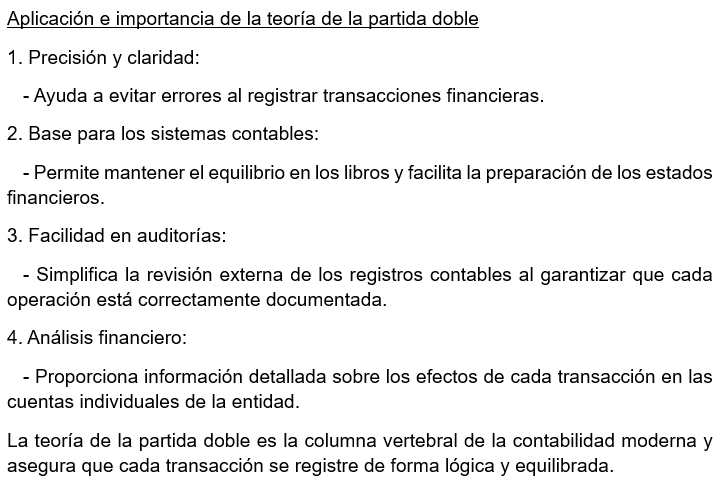 Aplicación e importancia de la teoría de la partida doble
1. Precisión y claridad:
- Ayuda a evitar errores al registrar transacciones financieras.
2. Base para los sistemas contables:
- Permite mantener el equilibrio en los libros y facilita la preparación de los estados
financieros.
3. Facilidad en auditorías:
- Simplifica la revisión externa de los registros contables al garantizar que cada
operación está correctamente documentada.
4. Análisis financiero:
- Proporciona información detallada sobre los efectos de cada transacción en las
cuentas individuales de la entidad.
La teoría de la partida doble es la columna vertebral de la contabilidad moderna y
asegura que cada transacción se registre de forma lógica y equilibrada.